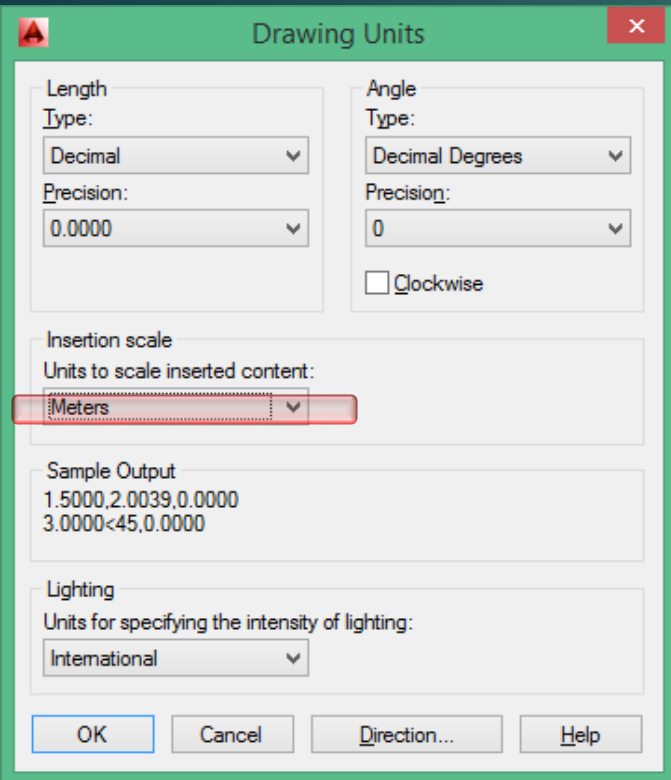 Drawing Units
Length
Type:
Decimal
Precision:
0.0000
Angle
Type:
Decimal Degrees
Precision:
0
Clockwise
Insertion scale
Units to scale inserted content:
Meters
Sample Output
1.5000,2.0039,0.0000
3.0000<45,0.0000
Lighting
Units for specifying the intensity of lighting:
International
OK Cancel Direction... Help